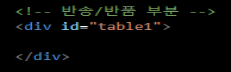 <!-- 반송/반품 부분 -->
<div id="table1">
</div>